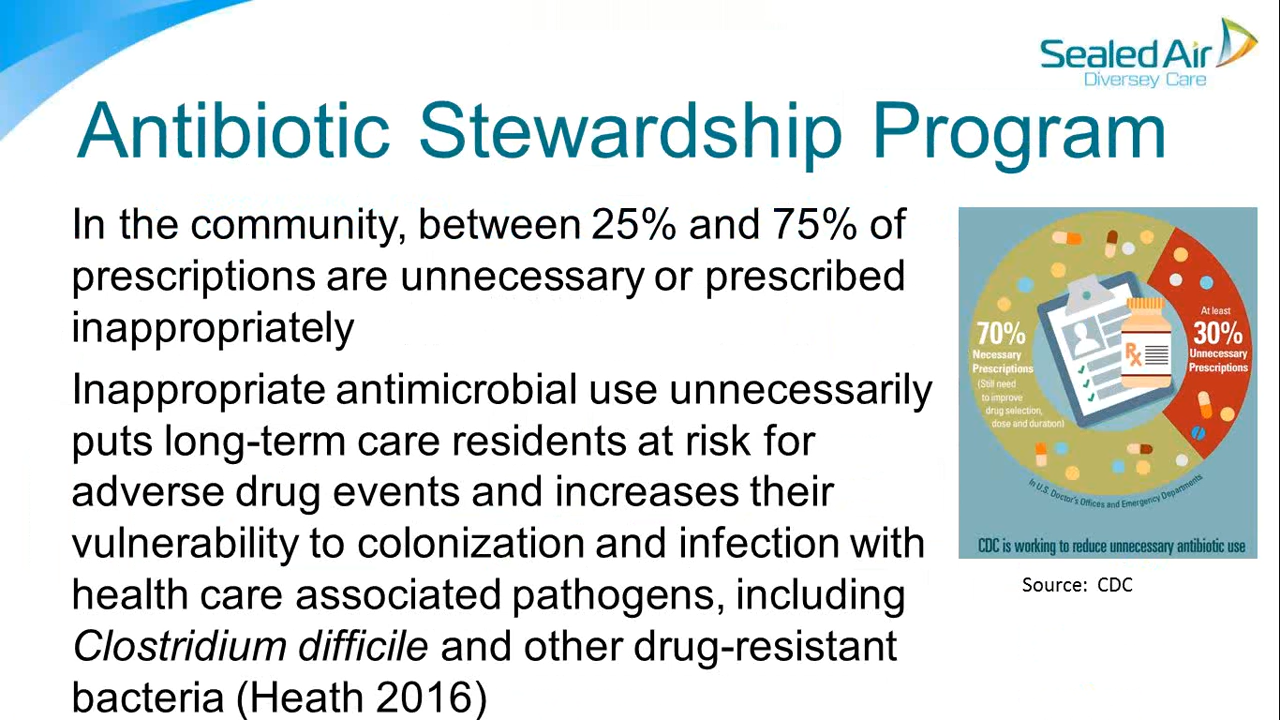 Sealed Air
Diversey Care
Antibiotic Stewardship Program
In the community, between 25% and 75% of
prescriptions are unnecessary or prescribed
inappropriately
Inappropriate antimicrobial use unnecessarily
puts long-term care residents at risk for
adverse drug events and increases their
vulnerability to colonization and infection with
health care associated pathogens, including
Clostridium difficile and other drug-resistant
bacteria (Heath 2016)
70%
Necessary
Prescriptions
(Still need
to improve
drug selection,
dose and duration)
Rx
At least
30%
Unnecessary
Prescriptions
In U.S. Doctor's Offices and Emergency Departments
CDC is working to reduce unnecessary antibiotic use
Source: CDC